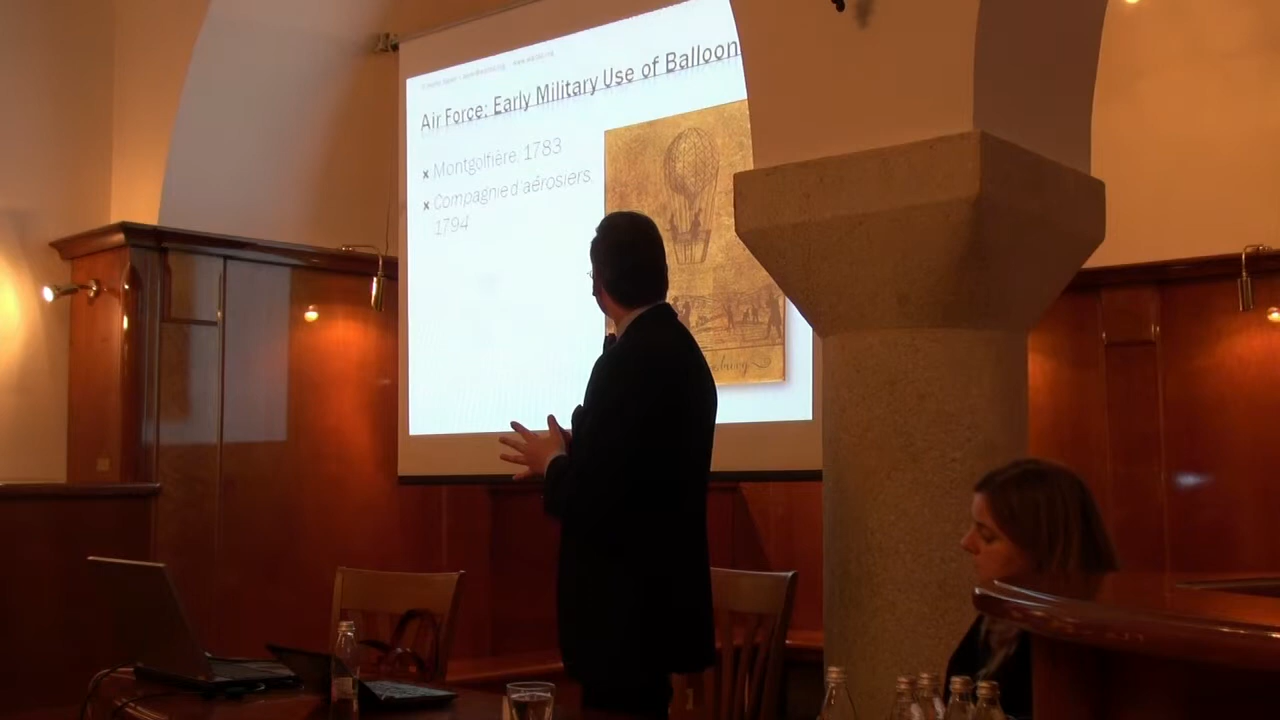 Air Force: Early Military Use of Balloon
Montgolfière, 1783
Compagnie d'aérosiers,
1794